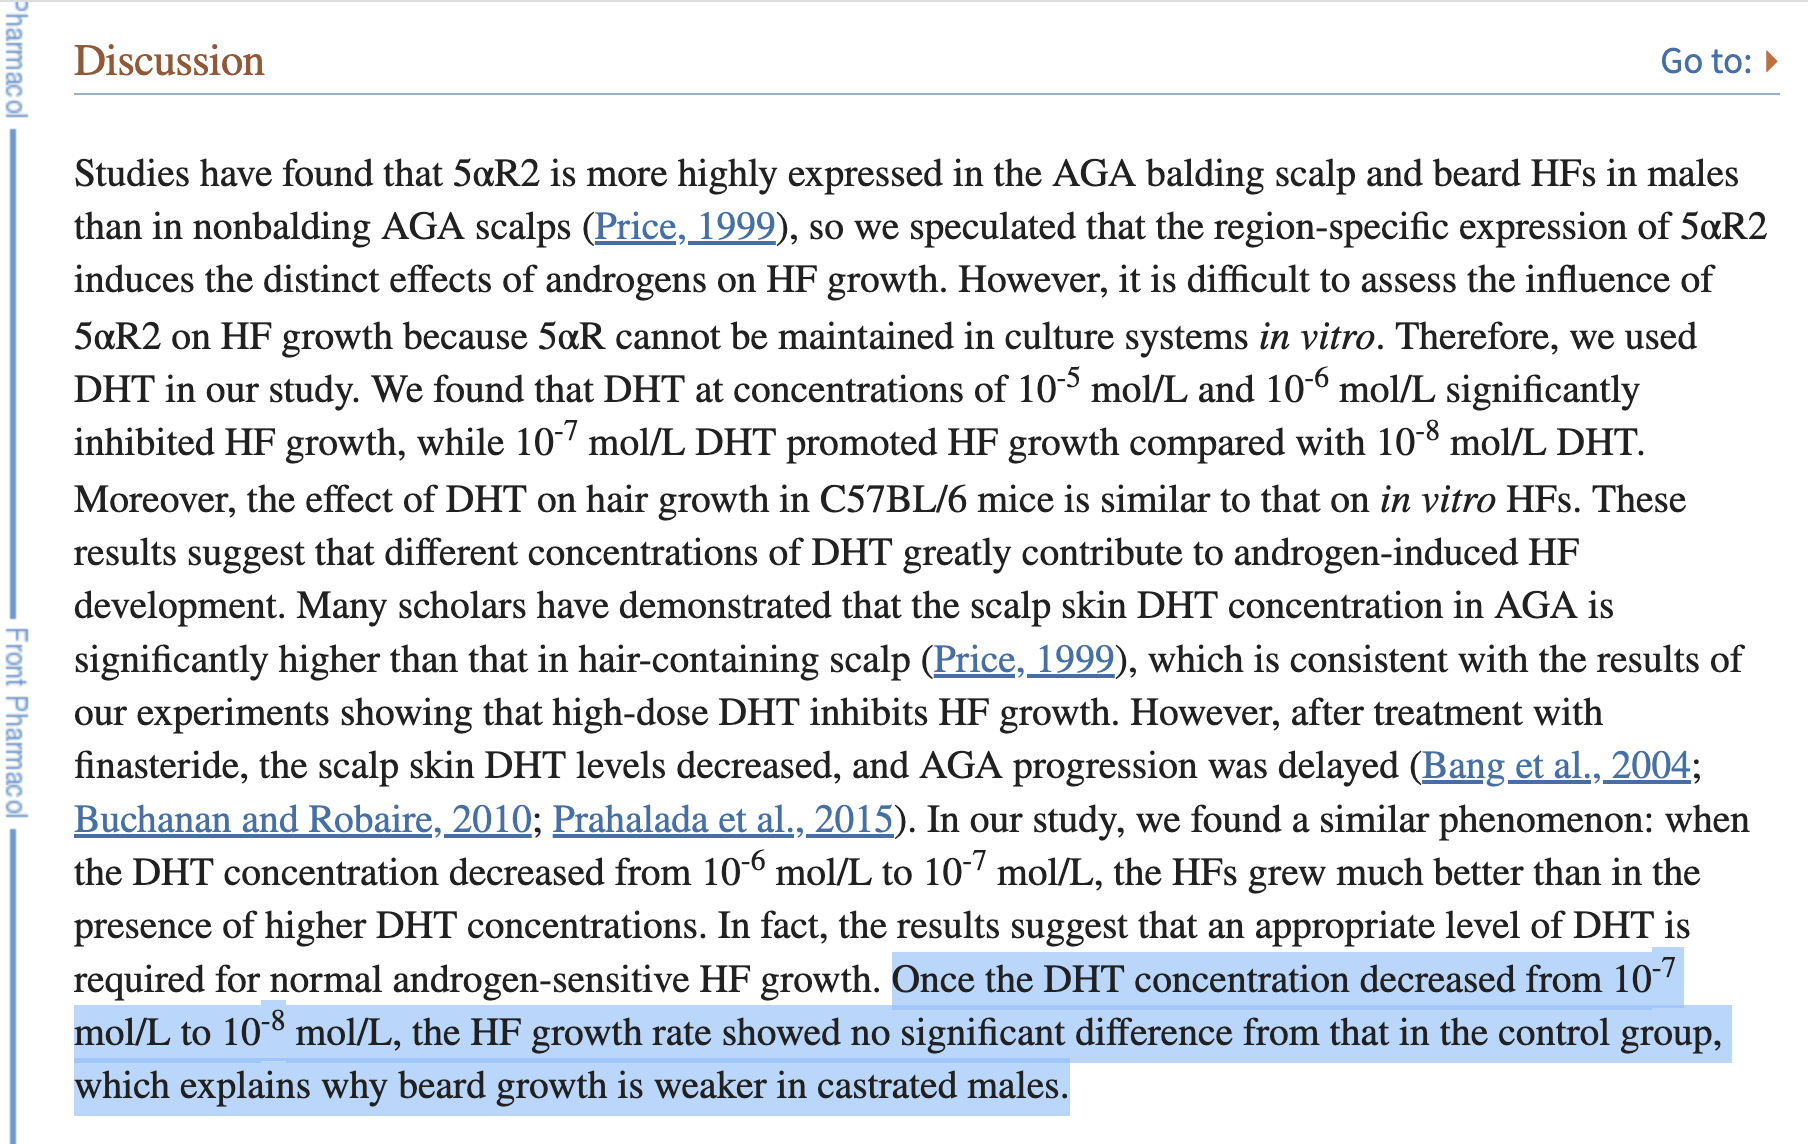 Pharmacol
Front Pharmacol
Discussion
Go to:
Studies have found that 5αR2 is more highly expressed in the AGA balding scalp and beard HFs in males
than in nonbalding AGA scalps (Price, 1999), so we speculated that the region-specific expression of 5αR2
induces the distinct effects of androgens on HF growth. However, it is difficult to assess the influence of
5αR2 on HF growth because 5αR cannot be maintained in culture systems in vitro. Therefore, we used
DHT in our study. We found that DHT at concentrations of 10⁻⁵ mol/L and 10⁻⁶ mol/L significantly
inhibited HF growth, while 10⁻⁷ mol/L DHT promoted HF growth compared with 10⁻⁸ mol/L DHT.
Moreover, the effect of DHT on hair growth in C57BL/6 mice is similar to that on in vitro HFs. These
results suggest that different concentrations of DHT greatly contribute to androgen-induced HF
development. Many scholars have demonstrated that the scalp skin DHT concentration in AGA is
significantly higher than that in hair-containing scalp (Price, 1999), which is consistent with the results of
our experiments showing that high-dose DHT inhibits HF growth. However, after treatment with
finasteride, the scalp skin DHT levels decreased, and AGA progression was delayed (Bang et al., 2004;
Buchanan and Robaire, 2010; Prahalada et al., 2015). In our study, we found a similar phenomenon: when
the DHT concentration decreased from 10⁻⁶ mol/L to 10⁻⁷ mol/L, the HFs grew much better than in the
presence of higher DHT concentrations. In fact, the results suggest that an appropriate level of DHT is
required for normal androgen-sensitive HF growth. Once the DHT concentration decreased from 10⁻⁷
mol/L to 10⁻⁸ mol/L, the HF growth rate showed no significant difference from that in the control group,
which explains why beard growth is weaker in castrated males.